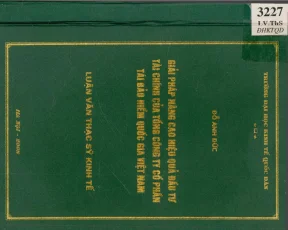 3227
LV.ThS
ĐHKTQD
TRƯỜNG ĐẠI HỌC KINH TẾ QUỐC DÂN
ĐỖ ANH ĐỨC
GIẢI PHÁP NÂNG CAO HIỆU QUẢ ĐẦU TƯ
TÀI CHÍNH CỦA TỔNG CÔNG TY CỔ PHẦN
TÁI BẢO HIỂM QUỐC GIA VIỆT NAM
LUẬN VĂN THẠC SỸ KINH TẾ